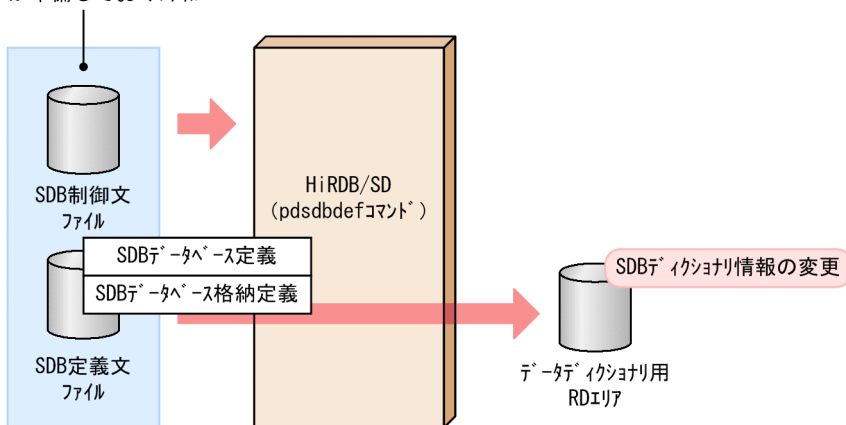 SDB制御文
ファイル
HiRDB/SD
(pdsdbdefコマンド)
SDBデータベース定義
SDBデータベース格納定義
SDBディクショナリ情報の変更
SDB定義文
ファイル
データディクショナリ用
RDエリア